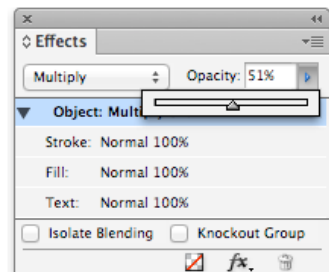 Effects
Multiply Opacity: 51%
Object: Mult
Stroke: Normal 100%
Fill: Normal 100%
Text: Normal 100%
Isolate Blending Knockout Group
fx.